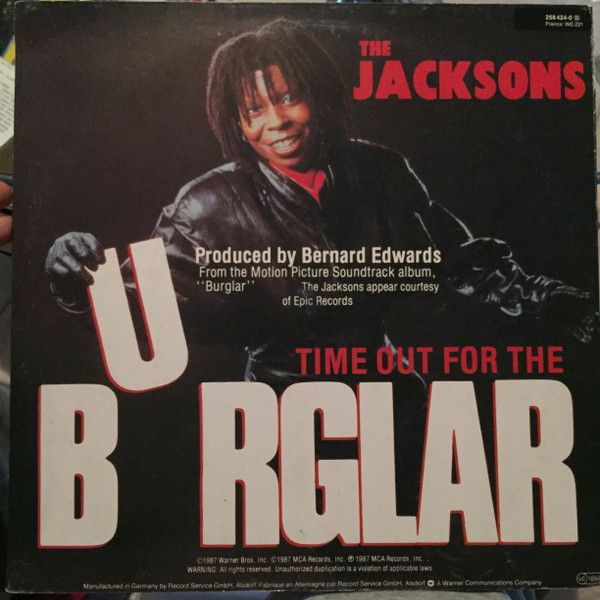 258 424-0 (D)
France: WE 221
THE
JACKSONS
Produced by Bernard Edwards
From the Motion Picture Soundtrack album,
"Burglar" The Jacksons appear courtesy
of Epic Records
TIME OUT FOR THE
BURGLAR
©1987 Warner Bros. Inc. ©1987 MCA Records, Inc. ℗ 1987 MCA Records, Inc.
WARNING: All rights reserved. Unauthorized duplication is a violation of applicable laws.
Manufactured in Germany by Record Service GmbH, Alsdorf. Fabriqué en Allemagne par Record Service GmbH, Alsdorf A Warner Communications Company